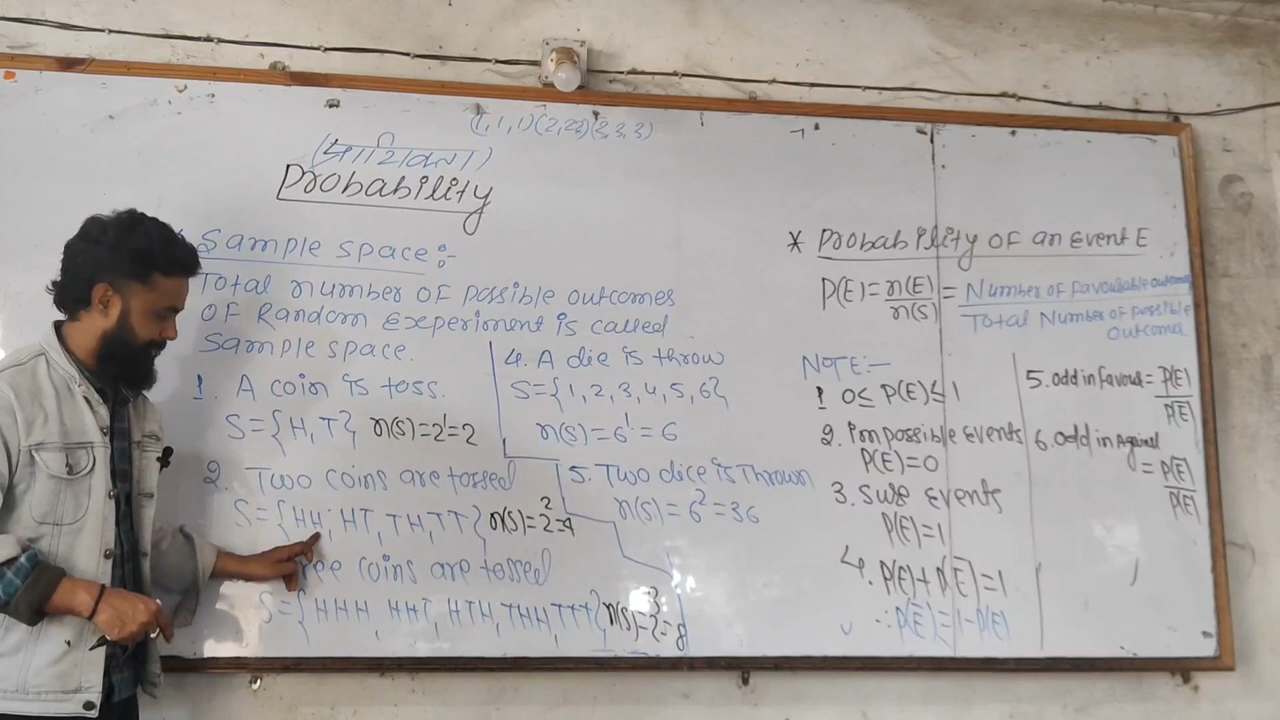 (1,1,1)(2,2,2)(3,3,3)
(प्रायिकता)
Probability
Sample space:-
Total number of possible outcomes
of Random Experiment is called
Sample space.
1. A coin is toss.
S={H,T} n(S)=2¹=2
2. Two coins are tossed
S={HH, HT, TH, TT} n(S)=2²=4
ree coins are tossed
S={HHH, HHT, HTH, THH, TTT}, n(S)=2³=8
4. A die is throw
S={1,2,3,4,5,6}
n(S)=6¹=6
5. Two dice is Thrown
n(S)=6²=36
* Probability of an event E
P(E)=n(E)/n(S)=Number of favourable outcomes/Total Number of possible outcomes
NOTE:-
1 0≤P(E)≤1
2. Impossible events
P(E)=0
3. Sure events
P(E)=1
4. P(E)+P(E̅)=1
∴P(E̅)=1-P(E)
5. odd in favour=P(E)/P(E̅)
6. odd in Against
=P(E̅)/P(E)